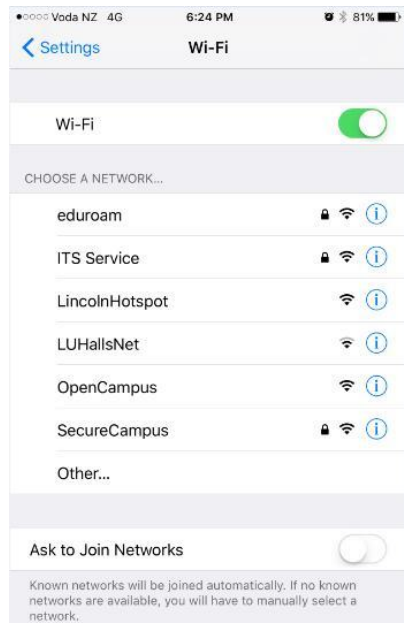 Voda NZ 4G 6:24 PM 81%
Settings Wi-Fi
Wi-Fi
CHOOSE A NETWORK...
eduroam
ITS Service
LincolnHotspot
LUHallsNet
OpenCampus
SecureCampus
Other...
Ask to Join Networks
Known networks will be joined automatically. If no known
networks are available, you will have to manually select a
network.